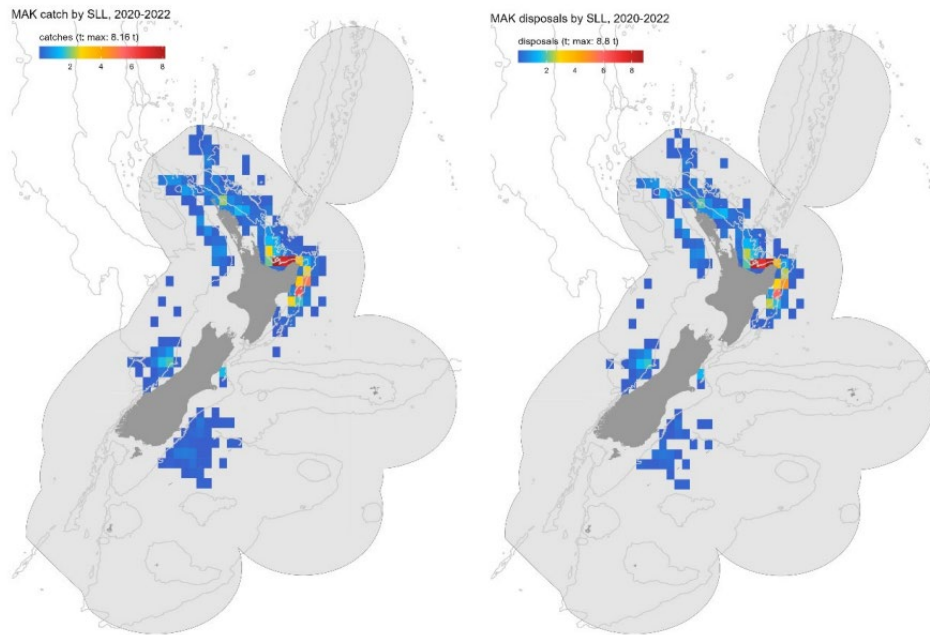 MAK catch by SLL, 2020-2022
catches (t: max: 8.16 t)
2 4 6 8
MAK disposals by SLL, 2020-2022
disposals (t; max: 8.8 t)
2 4 6 8